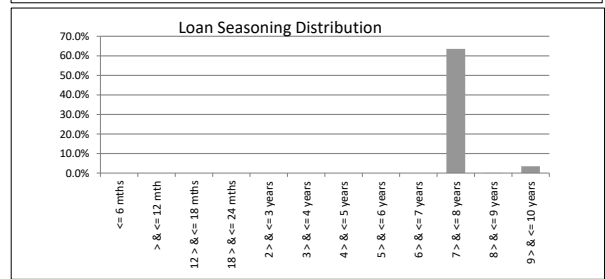 Loan Seasoning Distribution
70.0%
60.0%
50.0%
40.0%
30.0%
20.0%
10.0%
0.0%
<= 6 mths
> & <= 12 mth
12 > & <= 18 mths
18 > & <= 24 mths
2 > & <= 3 years
3 > & <= 4 years
4 > & <= 5 years
5 > & <= 6 years
6 > & <= 7 years
7 > & <= 8 years
8 > & <= 9 years
9 > & <= 10 years